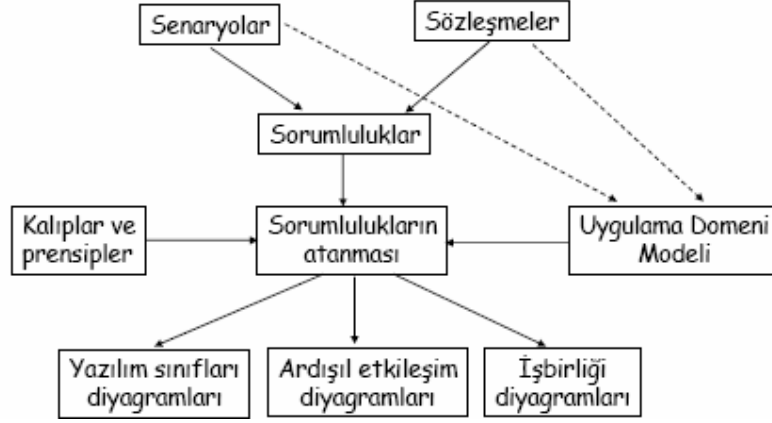 Senaryolar
Sözleşmeler
Sorumluluklar
Kalıplar ve
prensipler
Sorumlulukların
atanması
Uygulama Domeni
Modeli
Yazılım sınıfları
diyagramları
Ardışıl etkileşim
diyagramları
İşbirliği
diyagramları